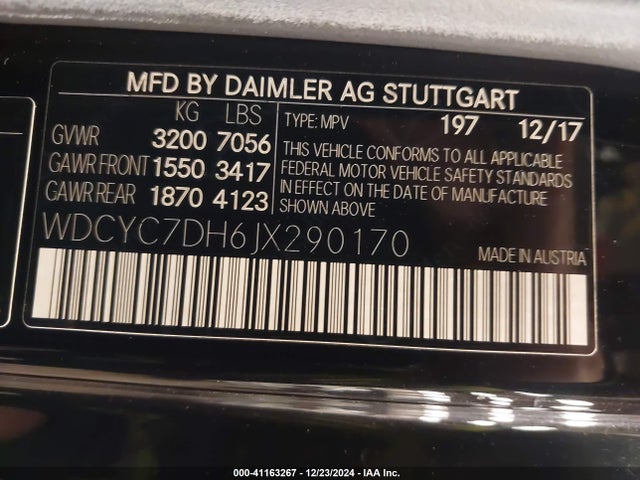 MFD BY DAIMLER AG STUTTGART
KG LBS
GVWR 3200 7056
GAWR FRONT 1550 3417
GAWR REAR 1870 4123
TYPE: MPV 197 12/17
THIS VEHICLE CONFORMS TO ALL APPLICABLE
FEDERAL MOTOR VEHICLE SAFETY STANDARDS
IN EFFECT ON THE DATE OF MANUFACTURE
SHOWN ABOVE
WDCYC7DH6JX290170
MADE IN AUSTRIA
000-41163267 - 12/23/2024 - IAA Inc.